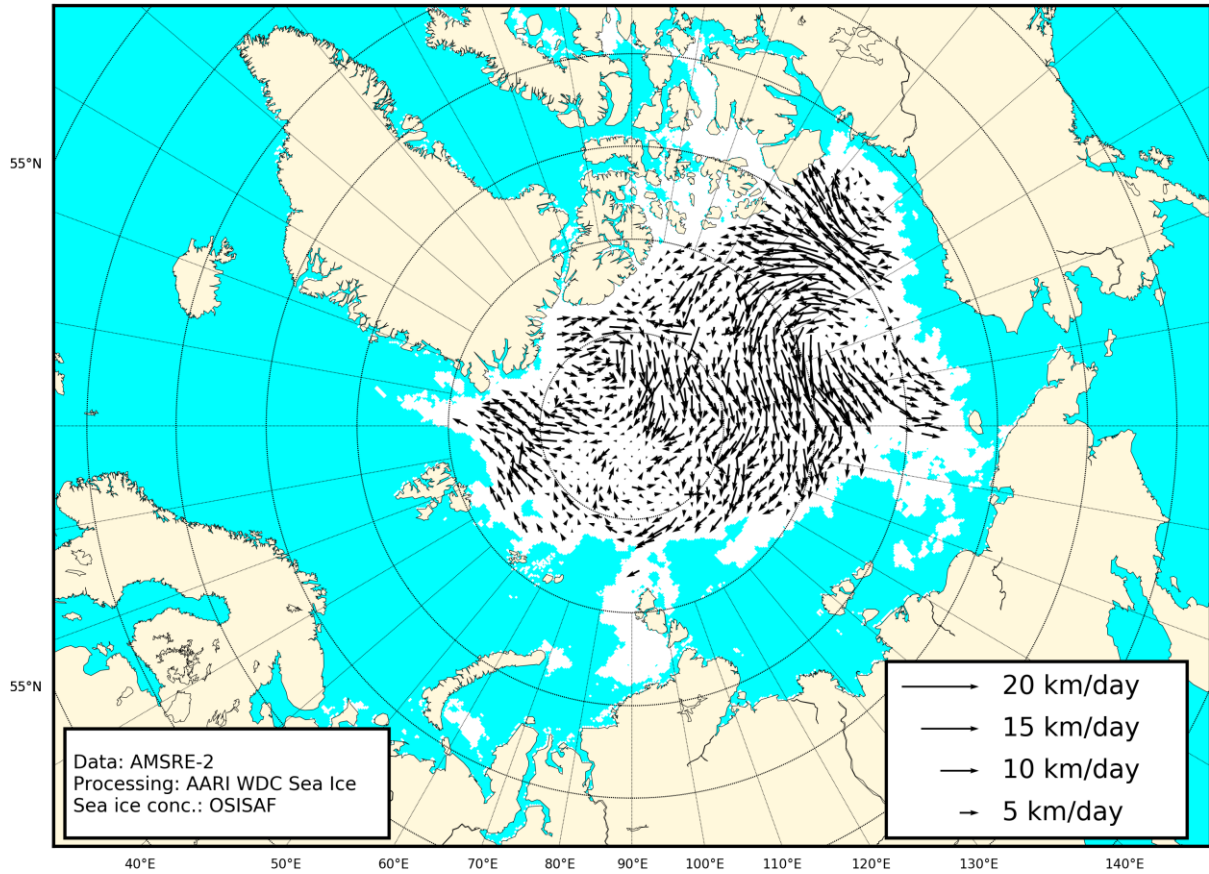 55°N
55°N
20 km/day
15 km/day
10 km/day
5 km/day
Data: AMSRE-2
Processing: AARI WDC Sea Ice
Sea ice conc.: OSISAF
40°E 50°E 60°E 70°E 80°E 90°E 100°E 110°E 120°E 130°E 140°E